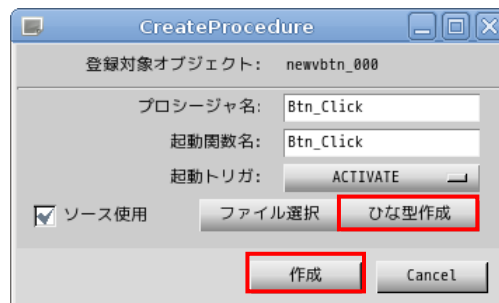 CreateProcedure
登録対象オブジェクト: newvbtn_000
プロシージャ名: Btn_Click
起動関数名: Btn_Click
起動トリガ: ACTIVATE
ソース使用 ファイル選択 ひな型作成
作成 Cancel